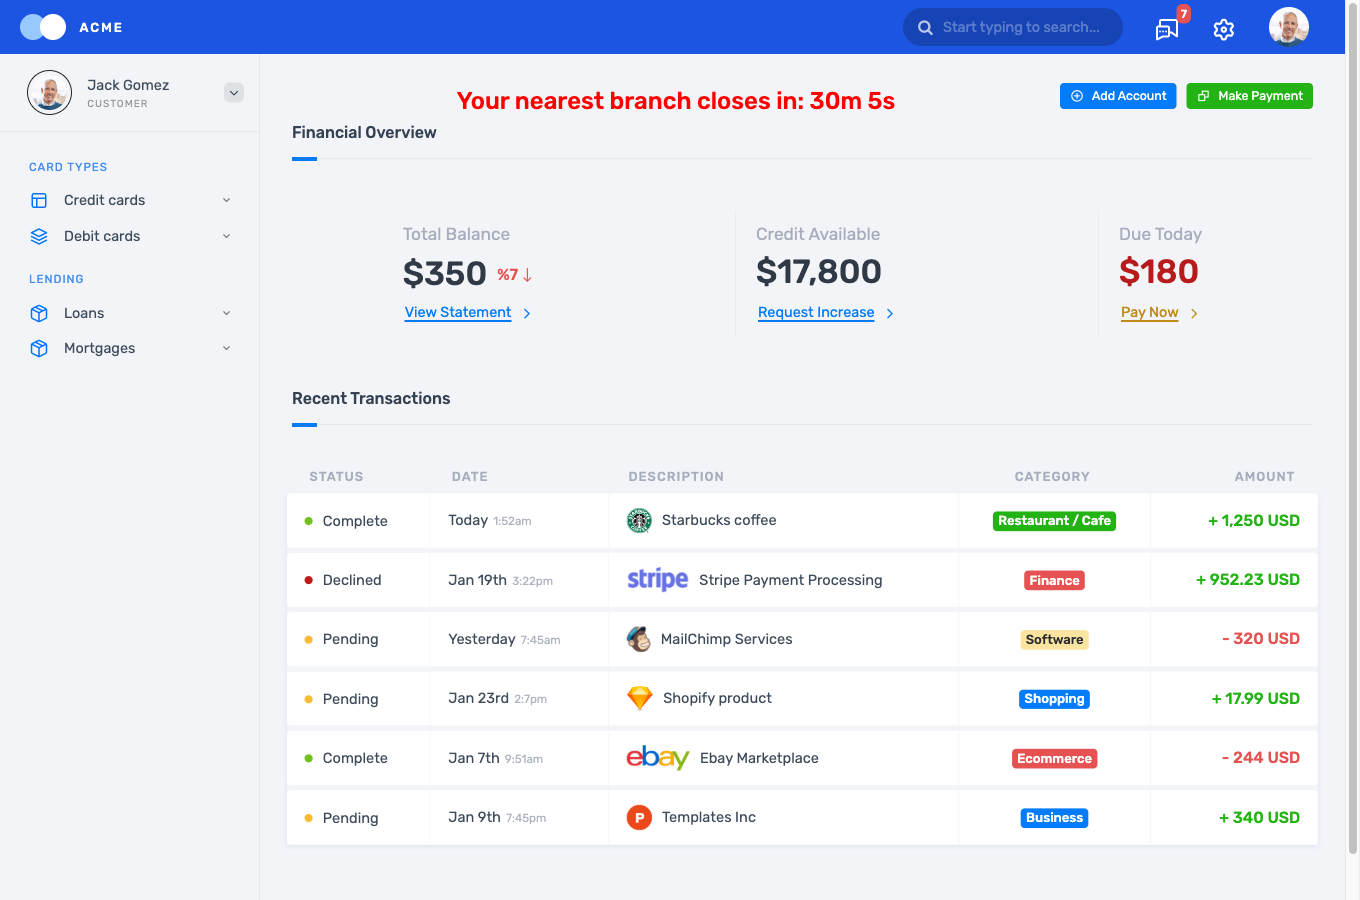 ACME
Start typing to search...
7
Jack Gomez
CUSTOMER
Your nearest branch closes in: 30m 5s
Add Account
Make Payment
Financial Overview
CARD TYPES
Credit cards
Debit cards
LENDING
Loans
Mortgages
Total Balance
$350 %7
View Statement
Credit Available
$17,800
Request Increase
Due Today
$180
Pay Now
Recent Transactions
STATUS DATE DESCRIPTION CATEGORY AMOUNT
Complete Today 1:52am Starbucks coffee Restaurant / Cafe + 1,250 USD
Declined Jan 19th 3:22pm stripe Stripe Payment Processing Finance + 952.23 USD
Pending Yesterday 7:45am MailChimp Services Software - 320 USD
Pending Jan 23rd 2:7pm Shopify product Shopping + 17.99 USD
Complete Jan 7th 9:51am ebay Ebay Marketplace Ecommerce - 244 USD
Pending Jan 9th 7:45pm P Templates Inc Business + 340 USD